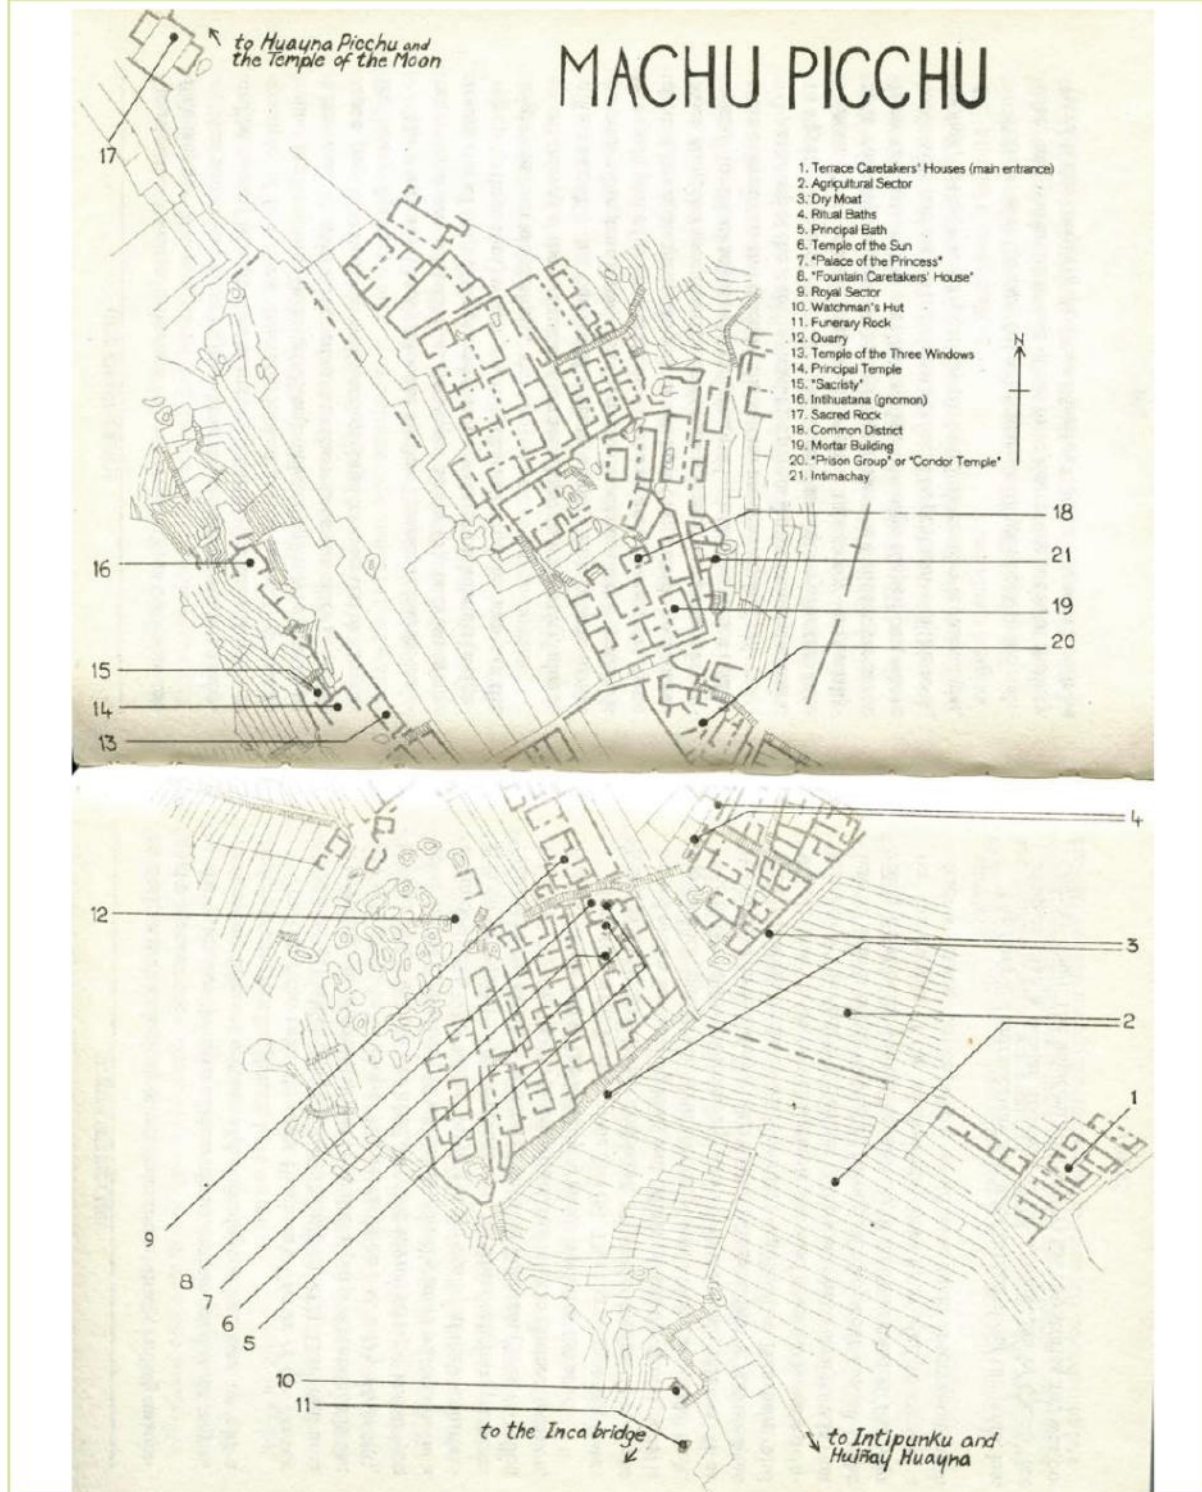 to Huayna Picchu and
the Temple of the Moon
MACHU PICCHU
17
1. Terrace Caretakers' Houses (main entrance)
2. Agricultural Sector
3. Dry Moat
4. Ritual Baths
5. Principal Bath
6. Temple of the Sun
7. "Palace of the Princess"
8. "Fountain Caretakers' House"
9. Royal Sector
10. Watchman's Hut
11. Funerary Rock
12. Quarry
13. Temple of the Three Windows
14. Principal Temple
15. "Sacristy"
16. Intihuatana (gnomon)
17. Sacred Rock
18. Common District
19. Mortar Building
20. "Prison Group" or "Condor Temple"
21. Intimachay
N
18
21
16
19
20
15
14
13
4
12
3
2
1
9
8
7
6
5
10
11
to the Inca bridge
to Intipunku and
Huiñay Huayna